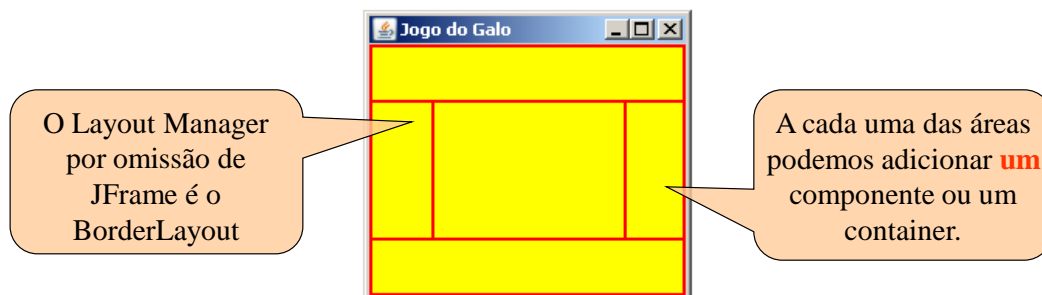 Jogo do Galo
O Layout Manager
por omissão de
JFrame é o
BorderLayout
A cada uma das áreas
podemos adicionar um
componente ou um
container.